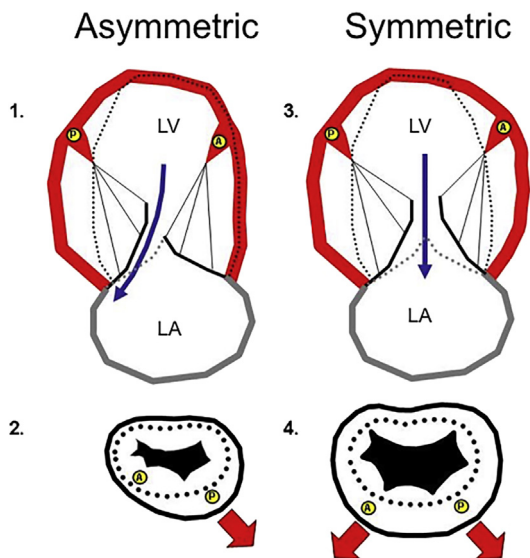 Asymmetric Symmetric
1. 3.
LV LV
P A P A
LA LA
2. 4.
A P A P